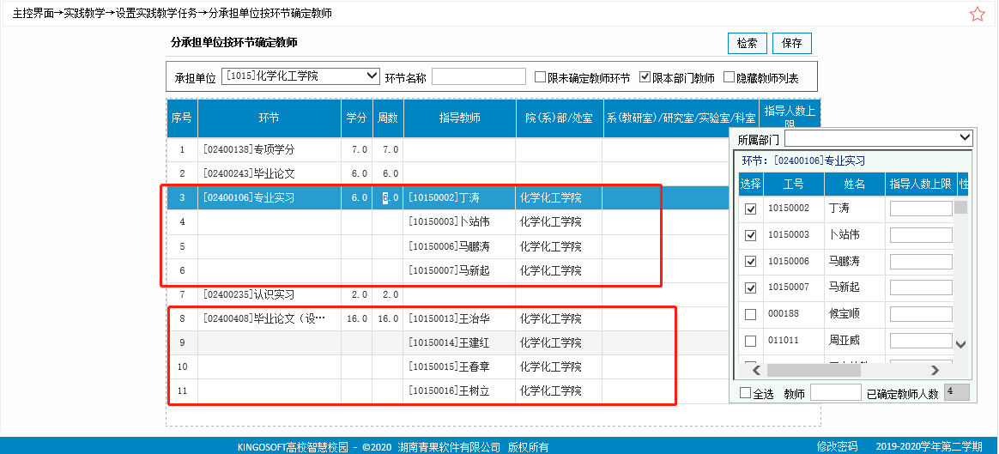 主控界面→实践教学→设置实践教学任务→分承担单位按环节确定教师
分承担单位按环节确定教师
检索 保存
承担单位 [1015]化学化工学院 环节名称 限未确定教师环节 限本部门教师 隐藏教师列表
序号 环节 学分 周数 指导教师 院(系)部/处室 系(教研室)/研究室/实验室/科室 指导人数上限
1 [02400138]专项学分 7.0 7.0
2 [02400243]毕业论文 6.0 6.0
3 [02400106]专业实习 6.0 6.0 [10150002]丁涛 化学化工学院
4 [10150003]卜站伟 化学化工学院
5 [10150006]马鹏涛 化学化工学院
6 [10150007]马新起 化学化工学院
7 [02400235]认识实习 2.0 2.0
8 [02400408]毕业论文（设… 16.0 16.0 [10150013]王治华 化学化工学院
9 [10150014]王建红 化学化工学院
10 [10150015]王春章 化学化工学院
11 [10150016]王树立 化学化工学院
所属部门
环节: [02400106]专业实习
选择 工号 姓名 指导人数上限 性
10150002 丁涛
10150003 卜站伟
10150006 马鹏涛
10150007 马新起
000188 候宝顺
011011 周亚威
全选 教师 已确定教师人数 4
KINGOSOFT高校智慧校园 - ©2020 湖南青果软件有限公司 版权所有 修改密码 2019-2020学年第二学期